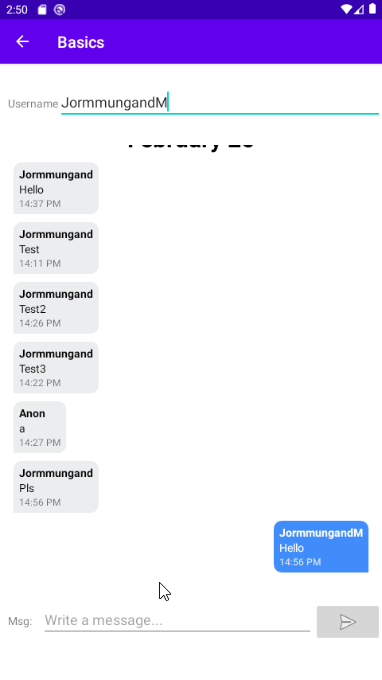 2:50
Basics
Username JormmungandM
February 28
Jormmungand
Hello
14:37 PM
Jormmungand
Test
14:11 PM
Jormmungand
Test2
14:26 PM
Jormmungand
Test3
14:22 PM
Anon
a
14:27 PM
Jormmungand
Pls
14:56 PM
JormmungandM
Hello
14:56 PM
Msg: Write a message...